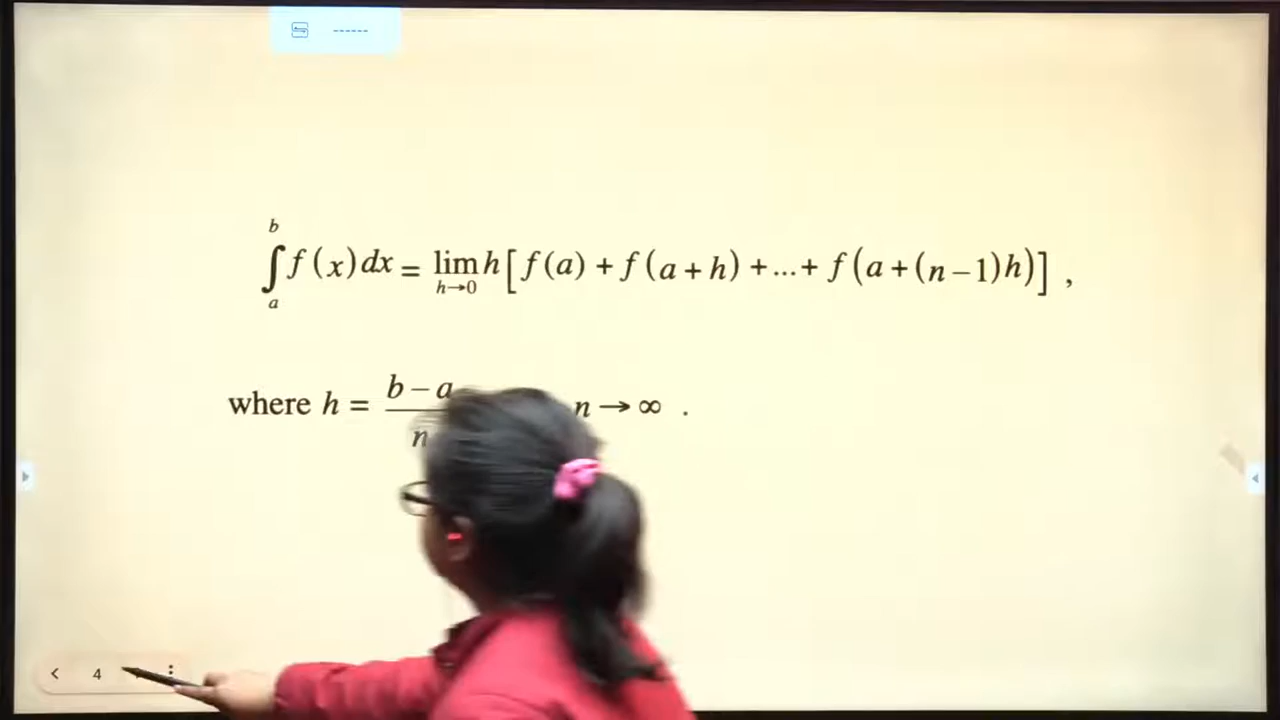 ∫_a^b f(x)dx = lim_{h→0} h[f(a) + f(a+h) + ... + f(a+(n−1)h)] ,
where h = (b−a)/n n → ∞ .
< 4